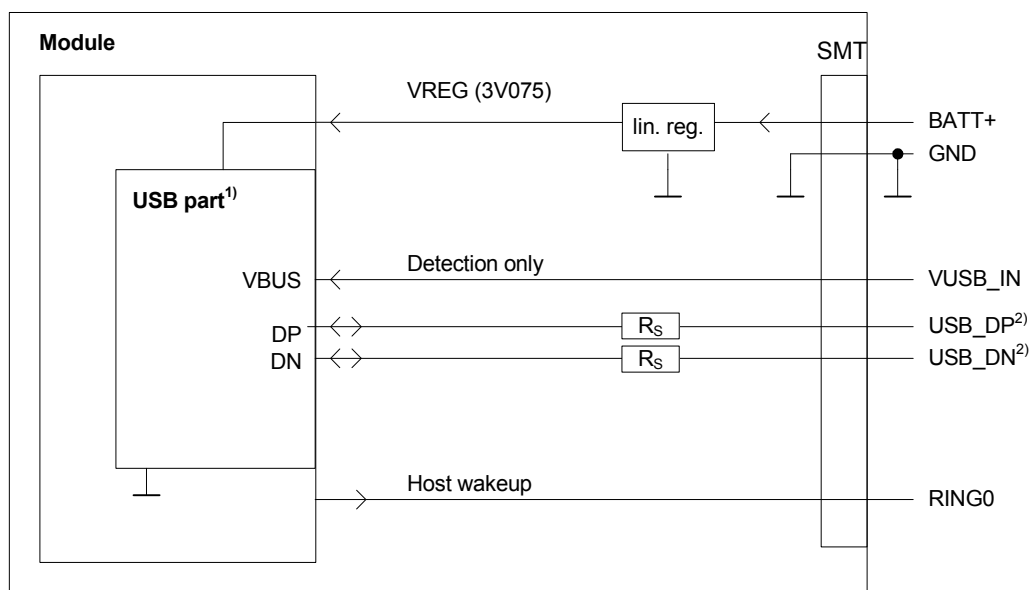 Module
SMT
VREG (3V075)
lin. reg.
BATT+
GND
USB part1)
VBUS
Detection only
VUSB_IN
DP
RS
USB_DP2)
DN
RS
USB_DN2)
Host wakeup
RING0